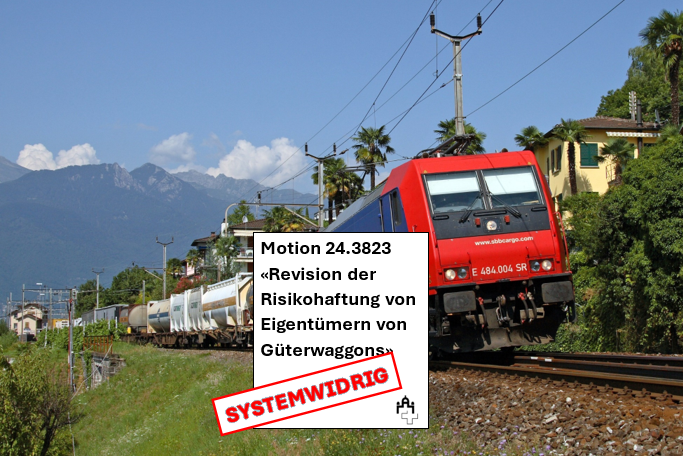 www.sbbcargo.com
E 484.004 SR
Motion 24.3823
«Revision der
Risikohaftung von
Eigentümern von
Güterwaggons»
SYSTEMWIDRIG